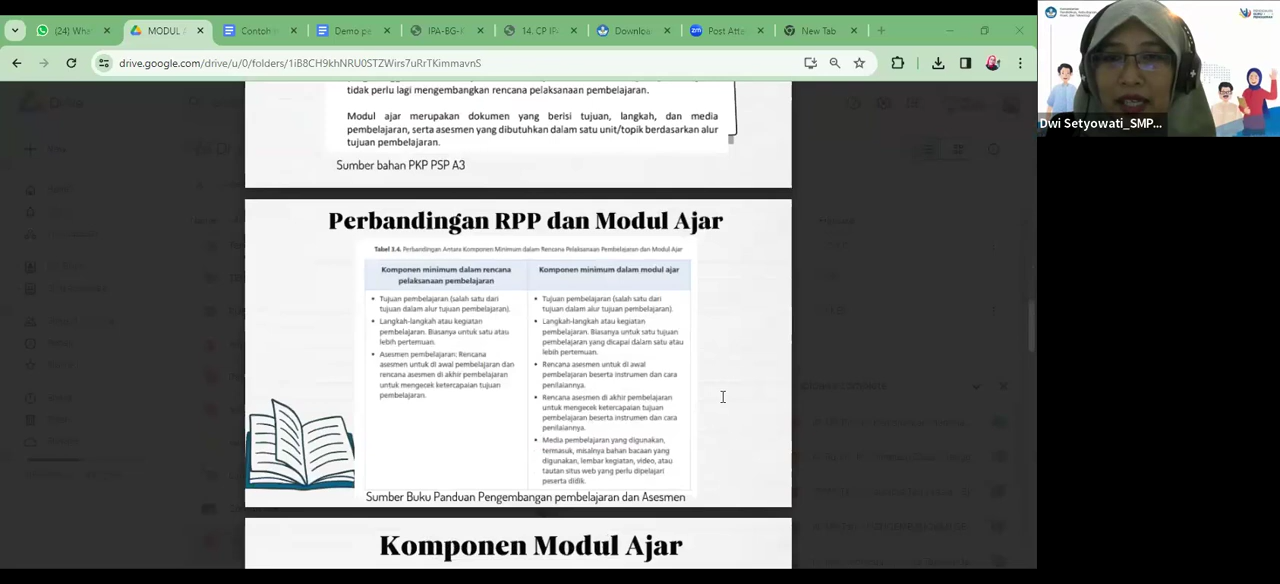 (24) Wha
MODUL A
Contoh
Demo pe
IPA-BG-K
14. CP IP
Downloa
Post Atte
New Tab
drive.google.com/drive/u/0/folders/1iB8CH9khNRU0STZWirs7uRrTKimmavnS
tidak perlu lagi mengembangkan rencana pelaksanaan pembelajaran.
Modul ajar merupakan dokumen yang berisi tujuan, langkah, dan media
pembelajaran, serta asesmen yang dibutuhkan dalam satu unit/topik berdasarkan alur
tujuan pembelajaran.
Sumber bahan PKP PSP A3
Perbandingan RPP dan Modul Ajar
Tabel 3.4. Perbandingan Antara Komponen Minimum dalam Rencana Pelaksanaan Pembelajaran dan Modul Ajar
Komponen minimum dalam rencana
pelaksanaan pembelajaran
• Tujuan pembelajaran (salah satu dari
tujuan dalam alur tujuan pembelajaran).
• Langkah-langkah atau kegiatan
pembelajaran. Biasanya untuk satu atau
lebih pertemuan.
• Asesmen pembelajaran: Rencana
asesmen untuk di awal pembelajaran dan
rencana asesmen di akhir pembelajaran
untuk mengecek ketercapaian tujuan
pembelajaran.
Komponen minimum dalam modul ajar
• Tujuan pembelajaran (salah satu dari
tujuan dalam alur tujuan pembelajaran).
• Langkah-langkah atau kegiatan
pembelajaran. Biasanya untuk satu tujuan
pembelajaran yang dicapai dalam satu atau
lebih pertemuan.
• Rencana asesmen untuk di awal
pembelajaran beserta instrumen dan cara
penilaiannya.
• Rencana asesmen di akhir pembelajaran
untuk mengecek ketercapaian tujuan
pembelajaran beserta instrumen dan cara
penilaiannya.
• Media pembelajaran yang digunakan,
termasuk, misalnya bahan bacaan yang
digunakan, lembar kegiatan, video, atau
tautan situs web yang perlu dipelajari
peserta didik.
Sumber Buku Panduan Pengembangan pembelajaran dan Asesmen
Komponen Modul Ajar
Dwi Setyowati_SMP...